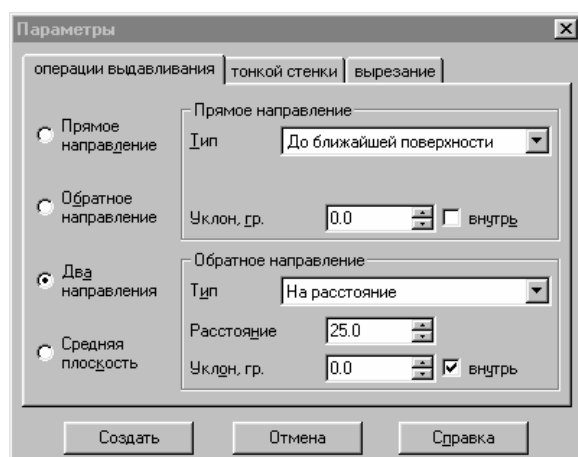 Параметры
операции выдавливания тонкой стенки вырезание
Прямое направление
Обратное направление
Два направления
Средняя плоскость
Прямое направление
Тип До ближайшей поверхности
Уклон, гр. 0.0 внутрь
Обратное направление
Тип На расстояние
Расстояние 25.0
Уклон, гр. 0.0 внутрь
Создать Отмена Справка